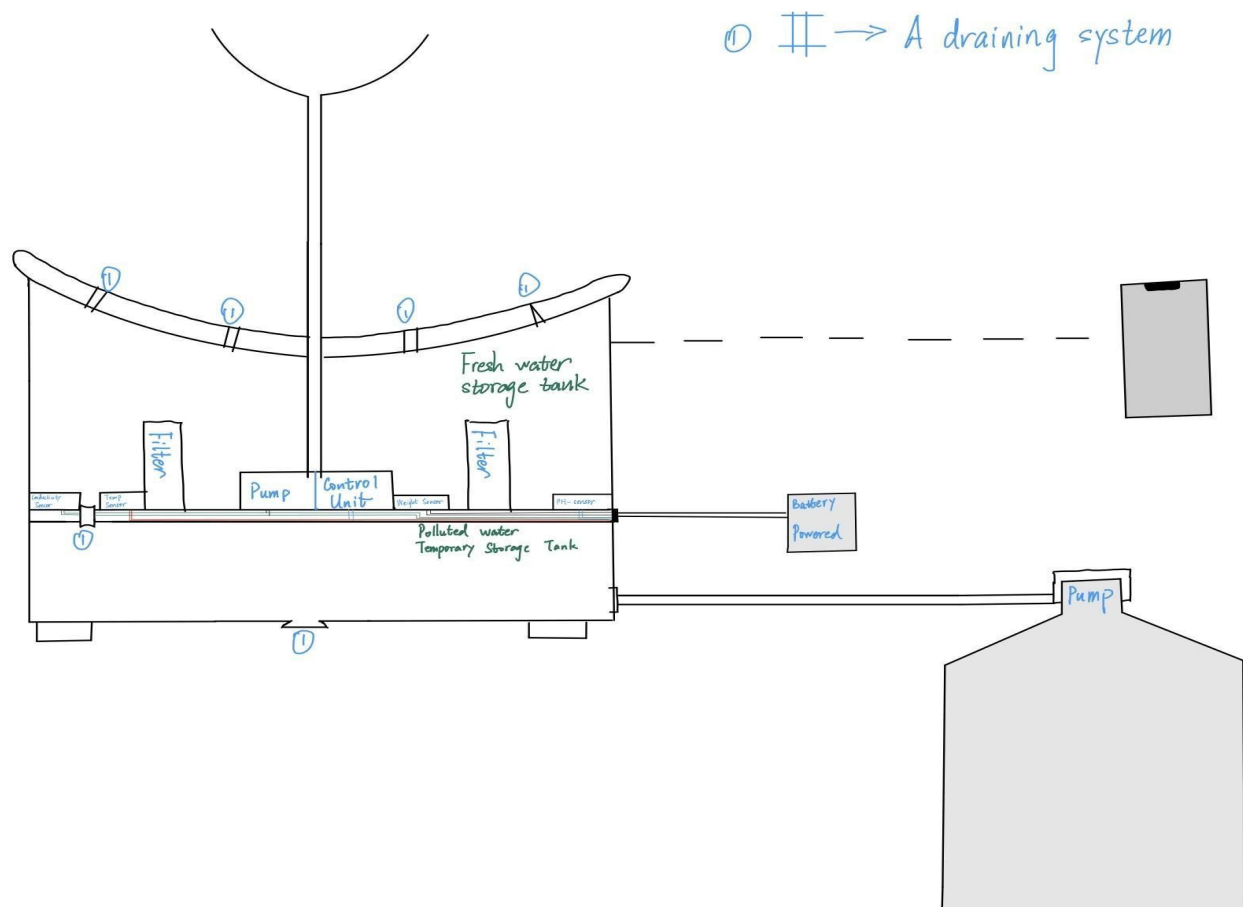 ① → A draining system
①
①
①
①
Fresh water
storage tank
Filter
Filter
Pump
Control
Unit
Temp
Sensor
Weight Sensor
PH-
①
Polluted water
Temporary Storage Tank
Battery
Powered
Pump
①